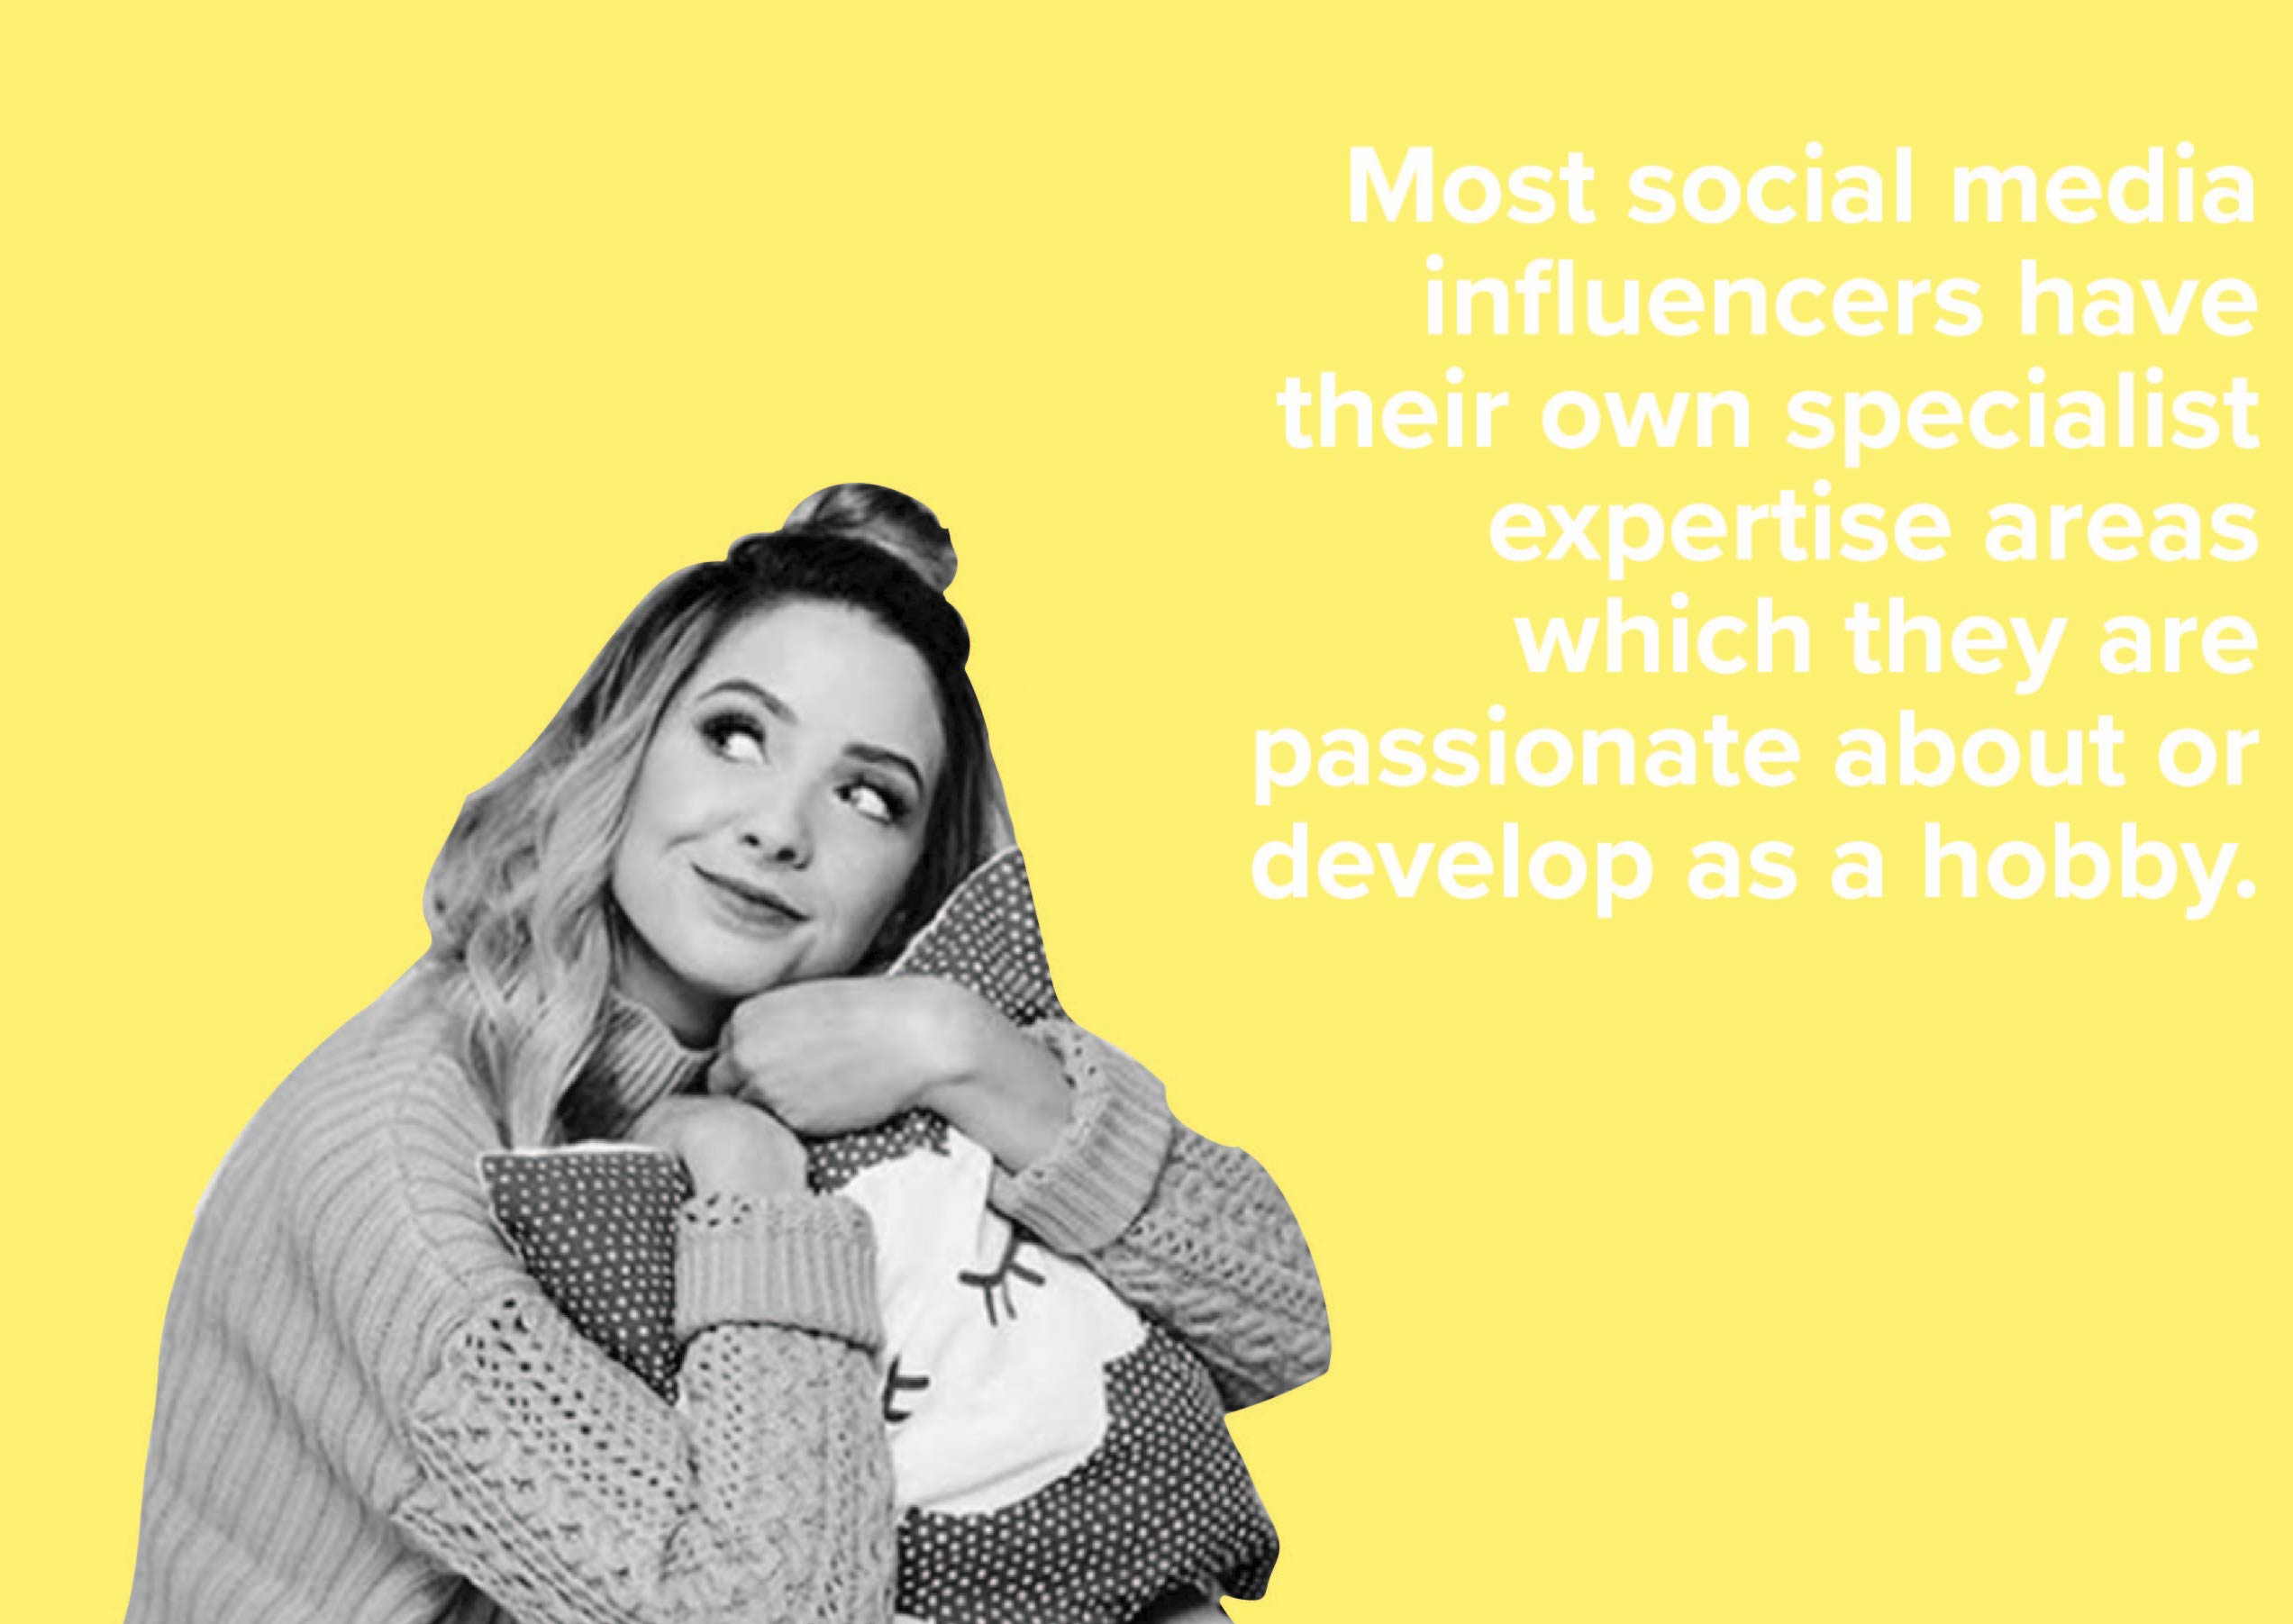 Most social media
influencers have
their own specialist
expertise areas
which they are
passionate about or
develop as a hobby.